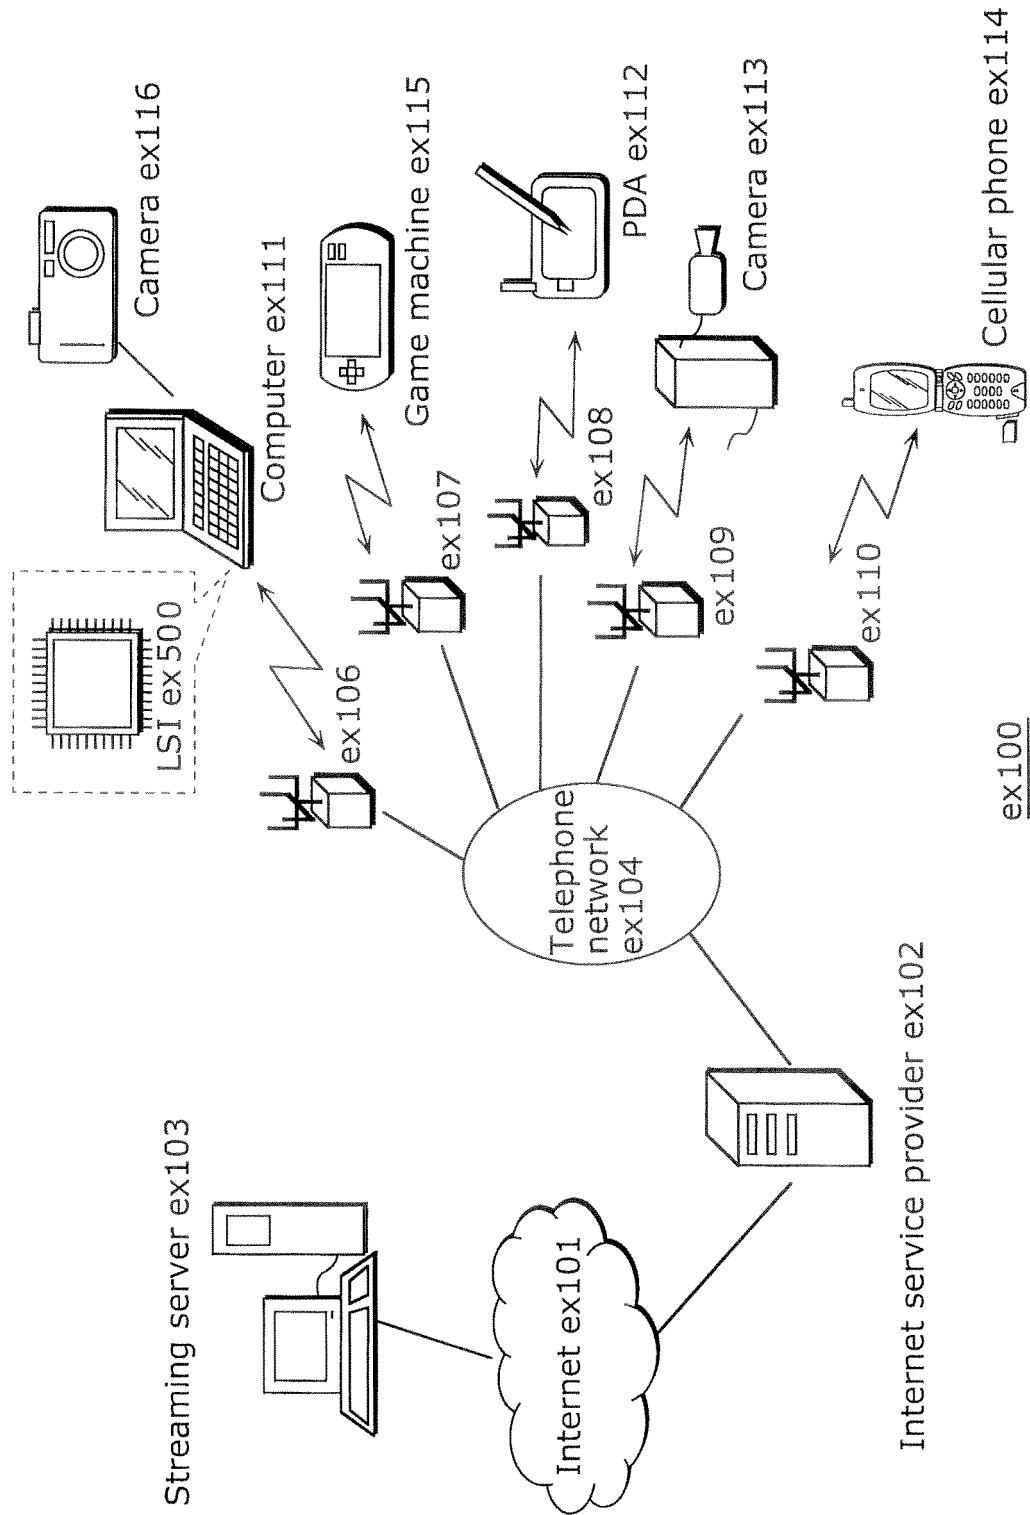 Camera ex116
LSI ex500
Computer ex111
Streaming server ex103
ex106
Game machine ex115
ex107
Internet ex101
Telephone
network
ex104
ex108
PDA ex112
ex109
Camera ex113
Internet service provider ex102
ex110
Cellular phone ex114
ex100